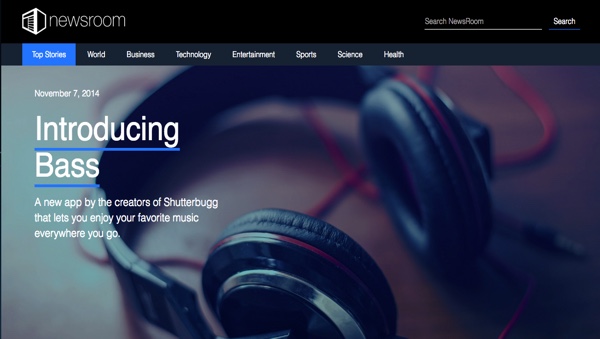 newsroom
Search NewsRoom
Search
Top Stories
World
Business
Technology
Entertainment
Sports
Science
Health
November 7, 2014
Introducing
Bass
A new app by the creators of Shutterbugg
that lets you enjoy your favorite music
everywhere you go.